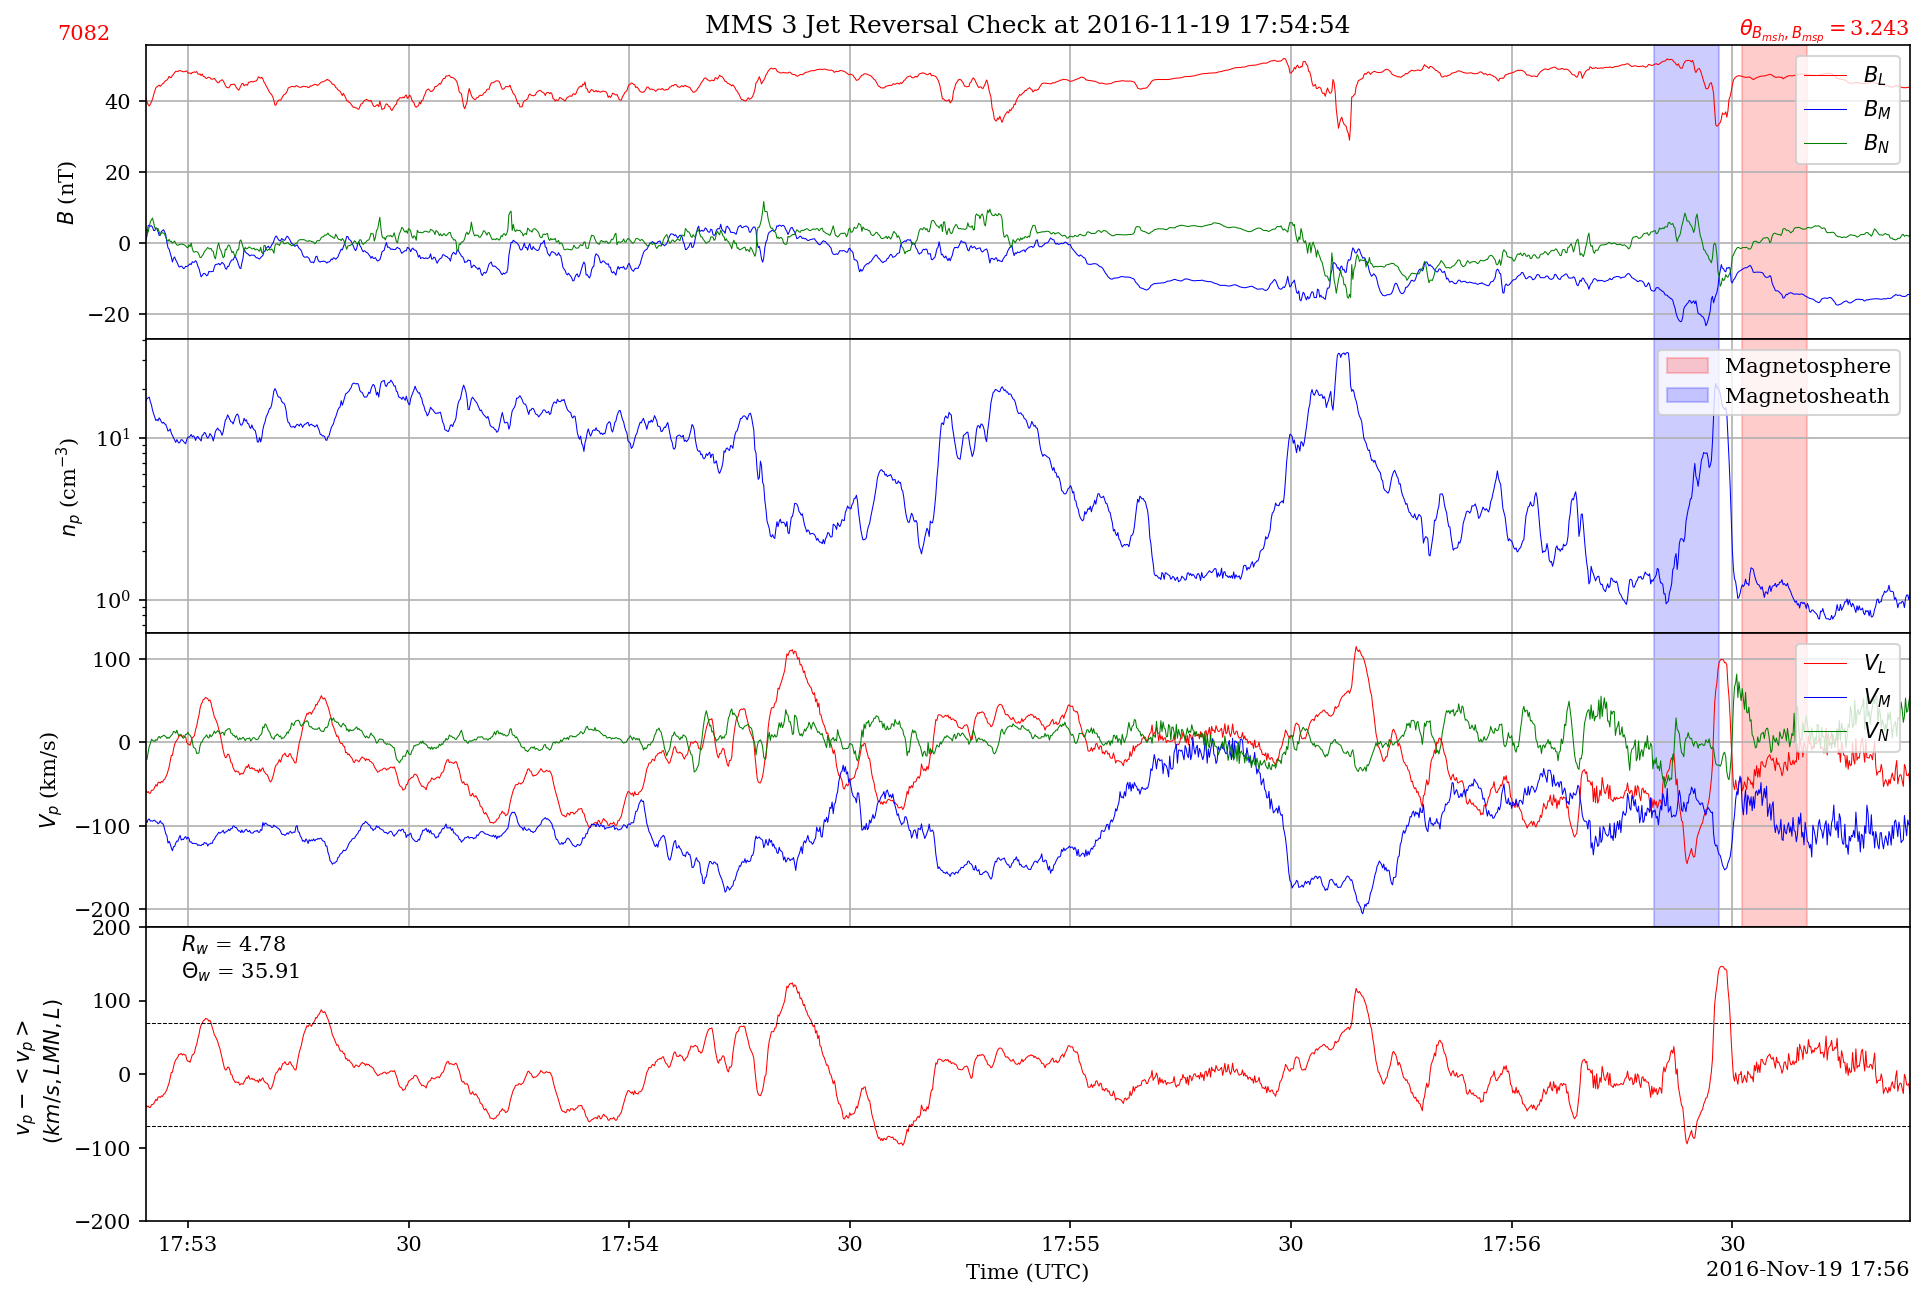 7082
MMS 3 Jet Reversal Check at 2016-11-19 17:54:54
θ_{B_{msh}, B_{msp}} = 3.243
B (nT)
40
20
0
−20
B_L
B_M
B_N
n_p (cm^{−3})
10^1
10^0
Magnetosphere
Magnetosheath
V_p (km/s)
100
0
−100
−200
V_L
V_M
V_N
v_p − < v_p >
(km/s, LMN, L)
200
100
0
−100
−200
R_w = 4.78
Θ_w = 35.91
17:53
30
17:54
30
17:55
30
17:56
30
Time (UTC)
2016-Nov-19 17:56